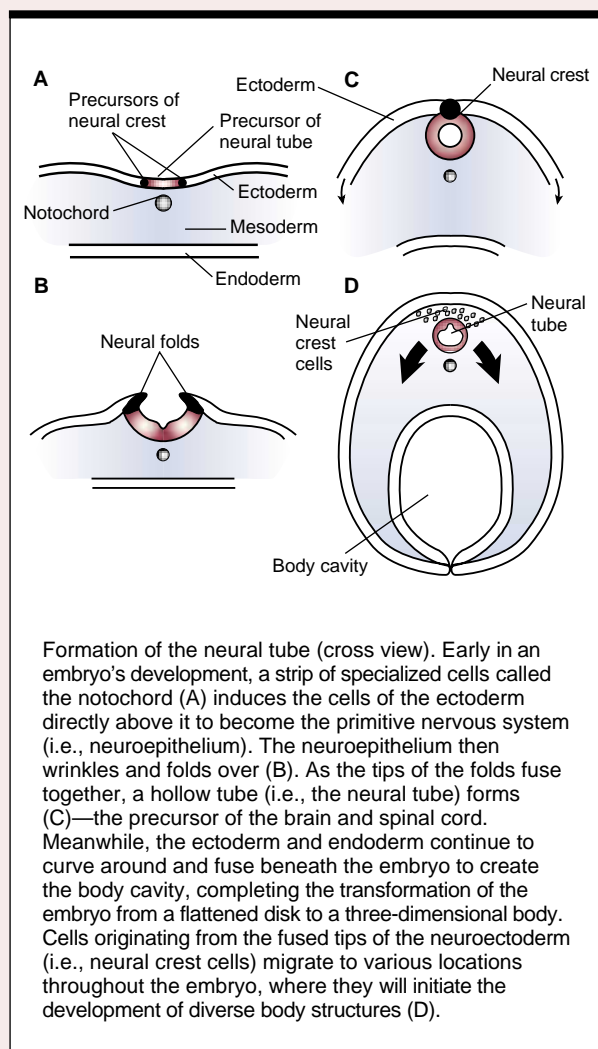 A
Precursors of
neural crest
Precursor of
neural tube
Ectoderm
Notochord
Mesoderm
Endoderm
C
Ectoderm
Neural crest
B
Neural folds
D
Neural
crest
cells
Neural
tube
Body cavity
Formation of the neural tube (cross view). Early in an
embryo’s development, a strip of specialized cells called
the notochord (A) induces the cells of the ectoderm
directly above it to become the primitive nervous system
(i.e., neuroepithelium). The neuroepithelium then
wrinkles and folds over (B). As the tips of the folds fuse
together, a hollow tube (i.e., the neural tube) forms
(C)—the precursor of the brain and spinal cord.
Meanwhile, the ectoderm and endoderm continue to
curve around and fuse beneath the embryo to create
the body cavity, completing the transformation of the
embryo from a flattened disk to a three-dimensional body.
Cells originating from the fused tips of the neuroectoderm
(i.e., neural crest cells) migrate to various locations
throughout the embryo, where they will initiate the
development of diverse body structures (D).